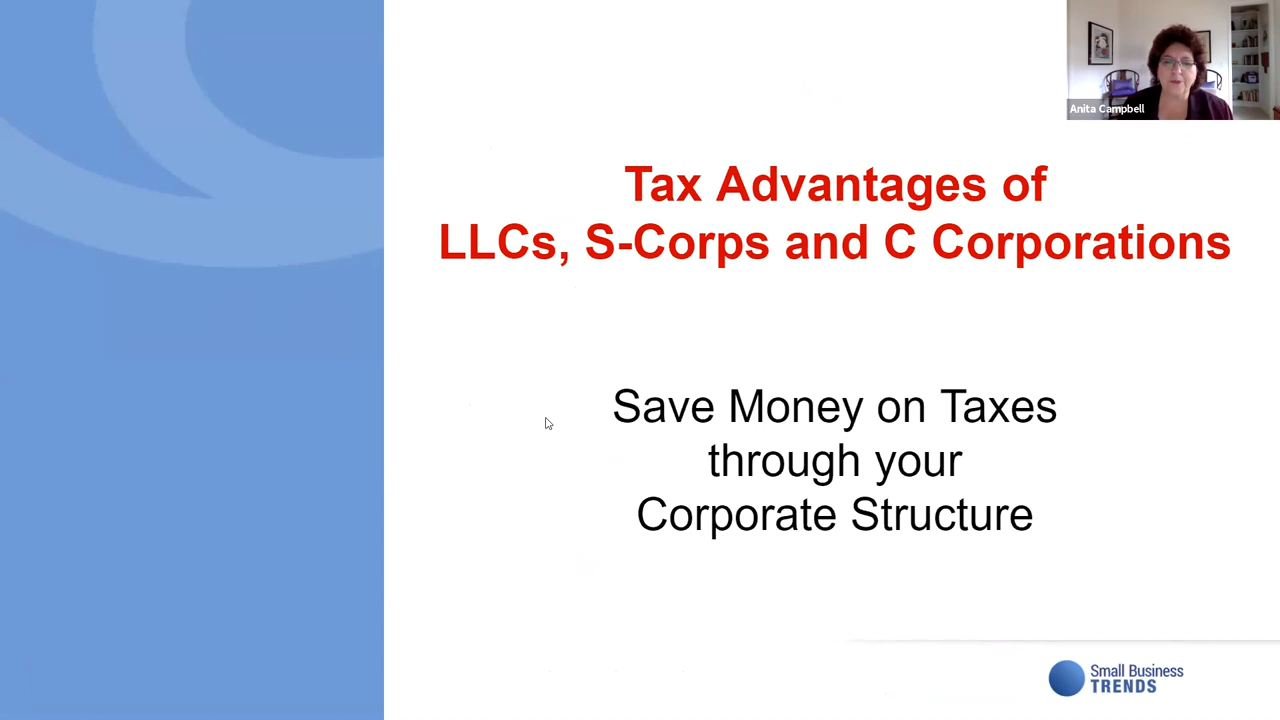 Anita Campbell
Tax Advantages of
LLCs, S-Corps and C Corporations
Save Money on Taxes
through your
Corporate Structure
Small Business
TRENDS